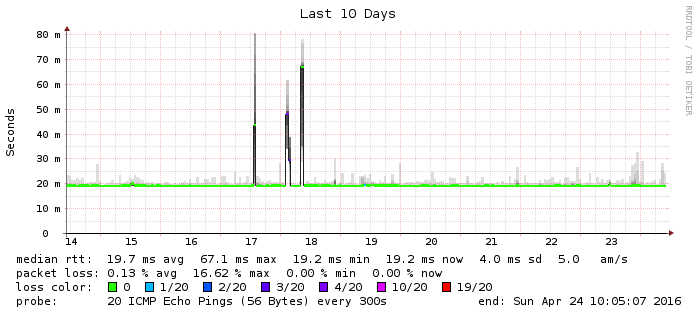 Last 10 Days
RRDTOOL / TOBI OETIKER
Seconds
80 m
70 m
60 m
50 m
40 m
30 m
20 m
10 m
0
14 15 16 17 18 19 20 21 22 23
median rtt: 19.7 ms avg 67.1 ms max 19.2 ms min 19.2 ms now 4.0 ms sd 5.0 am/s
packet loss: 0.13 % avg 16.62 % max 0.00 % min 0.00 % now
loss color: 0 1/20 2/20 3/20 4/20 10/20 19/20
probe: 20 ICMP Echo Pings (56 Bytes) every 300s end: Sun Apr 24 10:05:07 2016